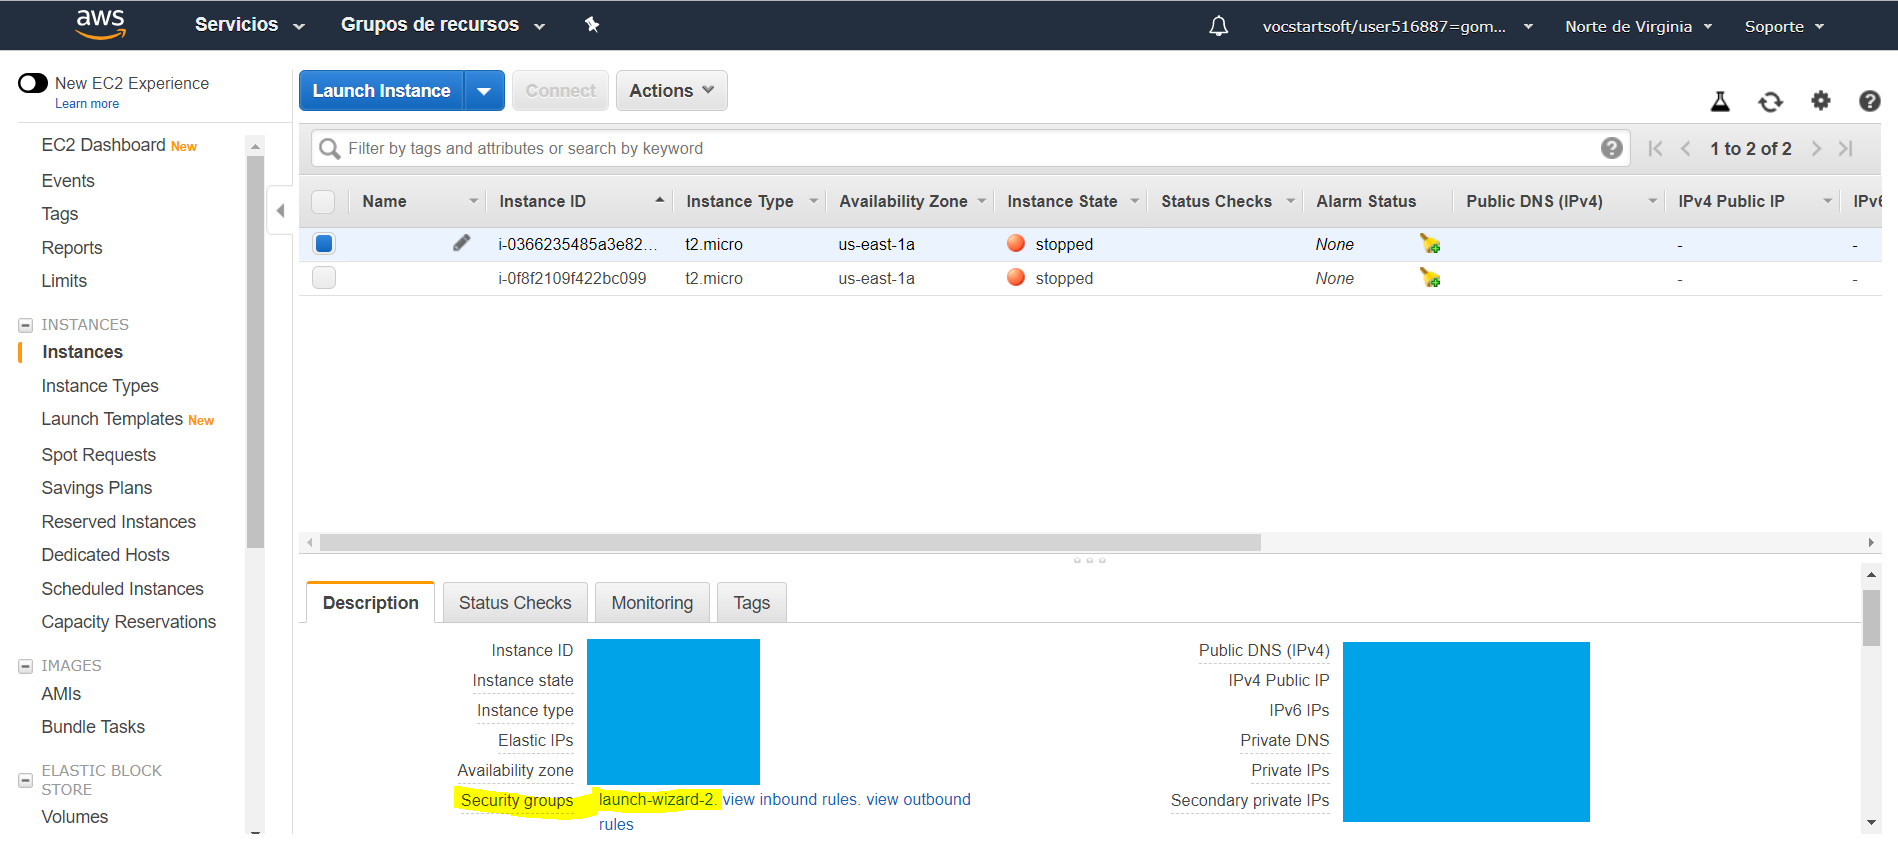 aws Servicios Grupos de recursos vocstartsoft/user516887=gom... Norte de Virginia Soporte
New EC2 Experience
Learn more
EC2 Dashboard New
Events
Tags
Reports
Limits
INSTANCES
Instances
Instance Types
Launch Templates New
Spot Requests
Savings Plans
Reserved Instances
Dedicated Hosts
Scheduled Instances
Capacity Reservations
IMAGES
AMIs
Bundle Tasks
ELASTIC BLOCK
STORE
Volumes
Launch Instance Connect Actions
Filter by tags and attributes or search by keyword 1 to 2 of 2
Name Instance ID Instance Type Availability Zone Instance State Status Checks Alarm Status Public DNS (IPv4) IPv4 Public IP IPv6
i-0366235485a3e82... t2.micro us-east-1a stopped None - -
i-0f8f2109f422bc099 t2.micro us-east-1a stopped None - -
Description Status Checks Monitoring Tags
Instance ID
Instance state
Instance type
Elastic IPs
Availability zone
Security groups launch-wizard-2. view inbound rules. view outbound
rules
Public DNS (IPv4)
IPv4 Public IP
IPv6 IPs
Private DNS
Private IPs
Secondary private IPs